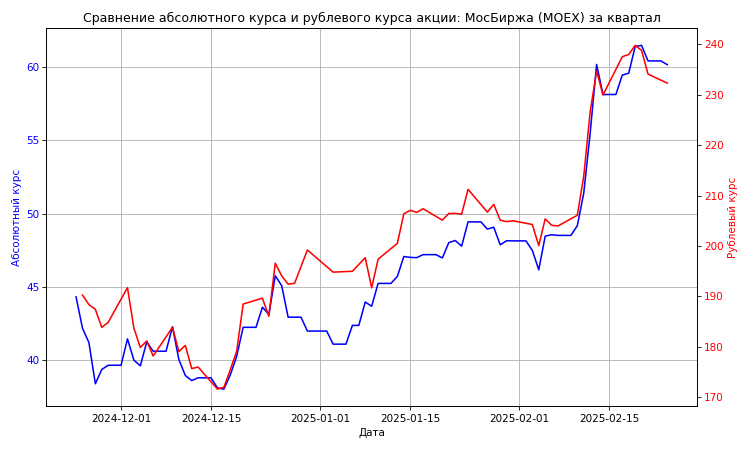 Сравнение абсолютного курса и рублевого курса акции: МосБиржа (MOEX) за квартал
Абсолютный курс
60
55
50
45
40
240
230
220
210
200
190
180
170
Рублевый курс
2024-12-01 2024-12-15 2025-01-01 2025-01-15 2025-02-01 2025-02-15
Дата